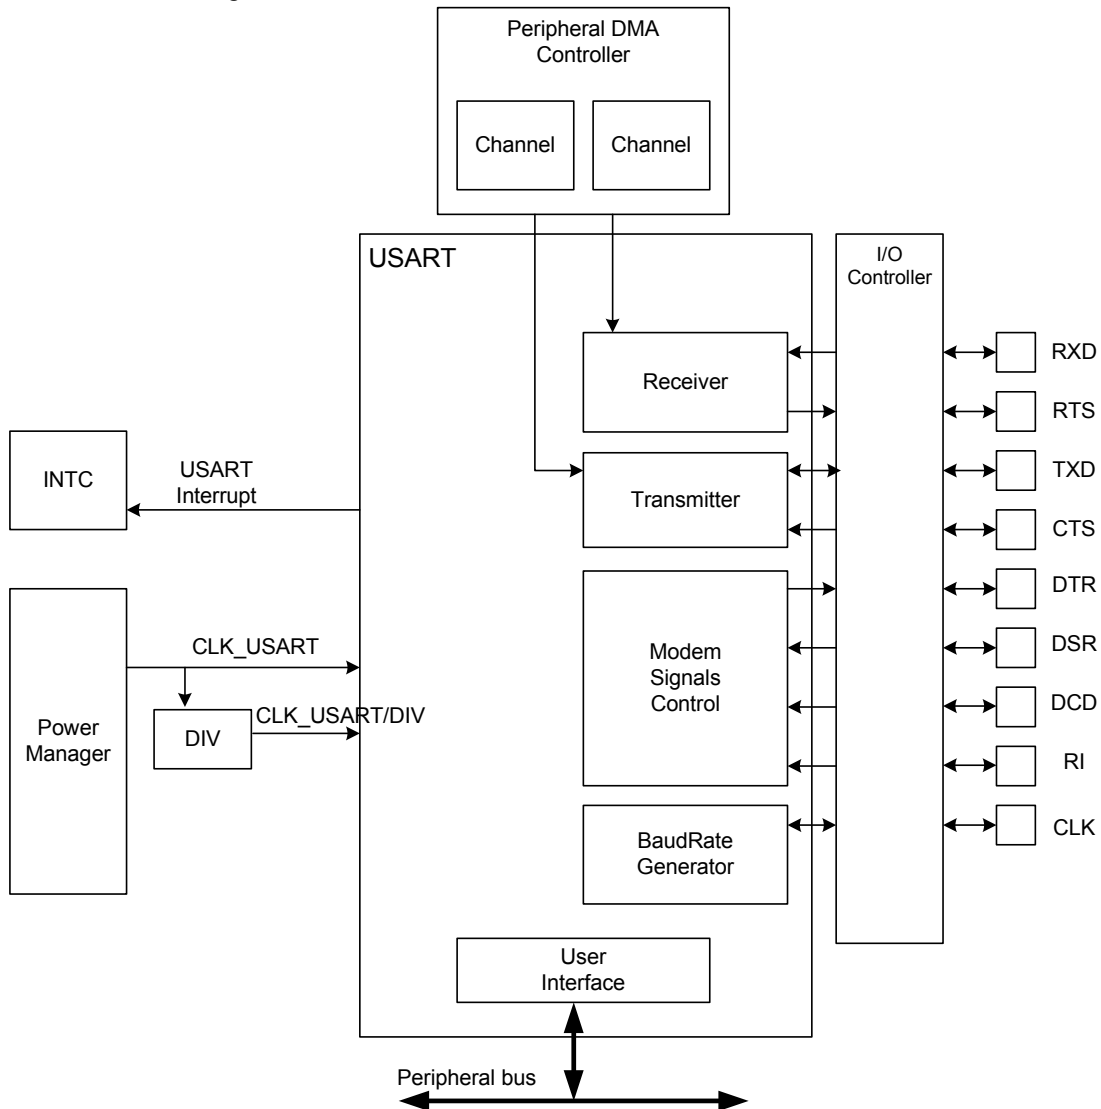 Peripheral DMA
Controller
Channel
Channel
USART
I/O
Controller
Receiver
RXD
RTS
INTC
USART
Interrupt
Transmitter
TXD
CTS
CLK_USART
Modem
Signals
Control
DTR
DSR
DCD
RI
Power
Manager
DIV
CLK_USART/DIV
BaudRate
Generator
CLK
User
Interface
Peripheral bus